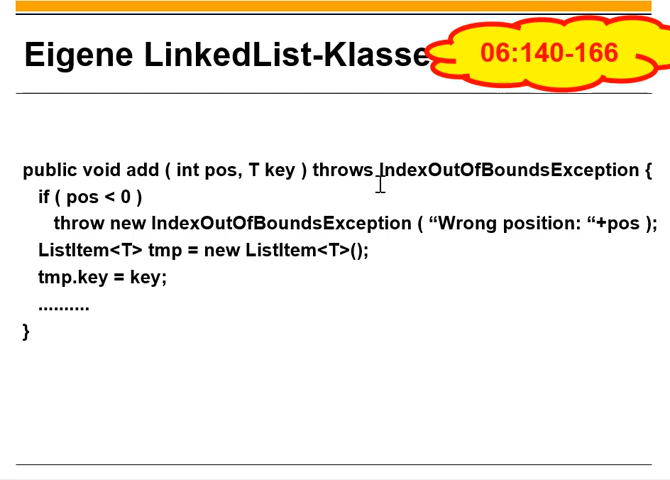 Eigene LinkedList-Klasse
06:140-166
public void add ( int pos, T key ) throws IndexOutOfBoundsException {
if ( pos < 0 )
throw new IndexOutOfBoundsException ( “Wrong position: “+pos );
ListItem<T> tmp = new ListItem<T>();
tmp.key = key;
..........
}